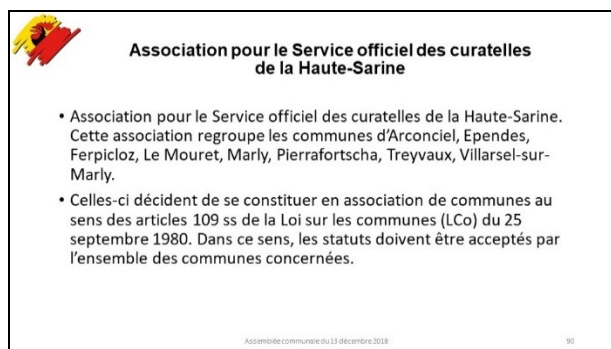 Association pour le Service officiel des curatelles
de la Haute-Sarine
• Association pour le Service officiel des curatelles de la Haute-Sarine.
Cette association regroupe les communes d'Arconciel, Ependes,
Ferpicloz, Le Mouret, Marly, Pierrafortscha, Treyvaux, Villarsel-sur-
Marly.
• Celles-ci décident de se constituer en association de communes au
sens des articles 109 ss de la Loi sur les communes (LCo) du 25
septembre 1980. Dans ce sens, les statuts doivent être acceptés par
l'ensemble des communes concernées.
Assemblée communale du 13 décembre 2018
90